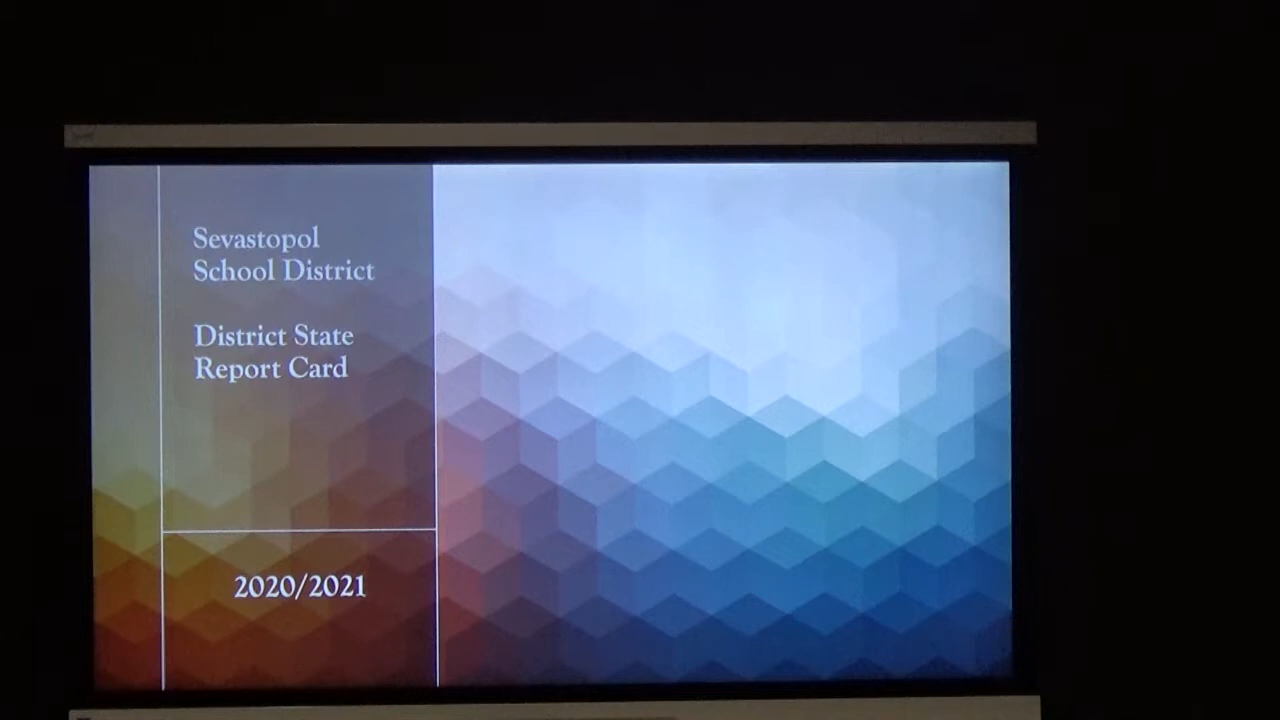 Sevastopol
School District
District State
Report Card
2020/2021